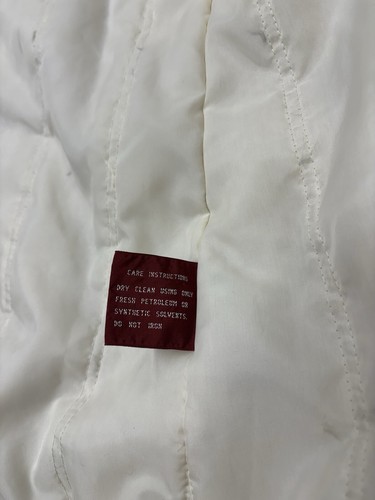 CARE INSTRUCTIONS
DRY CLEAN USING ONLY
FRESH PETROLEUM OR
SYNTHETIC SOLVENTS.
DO NOT IRON